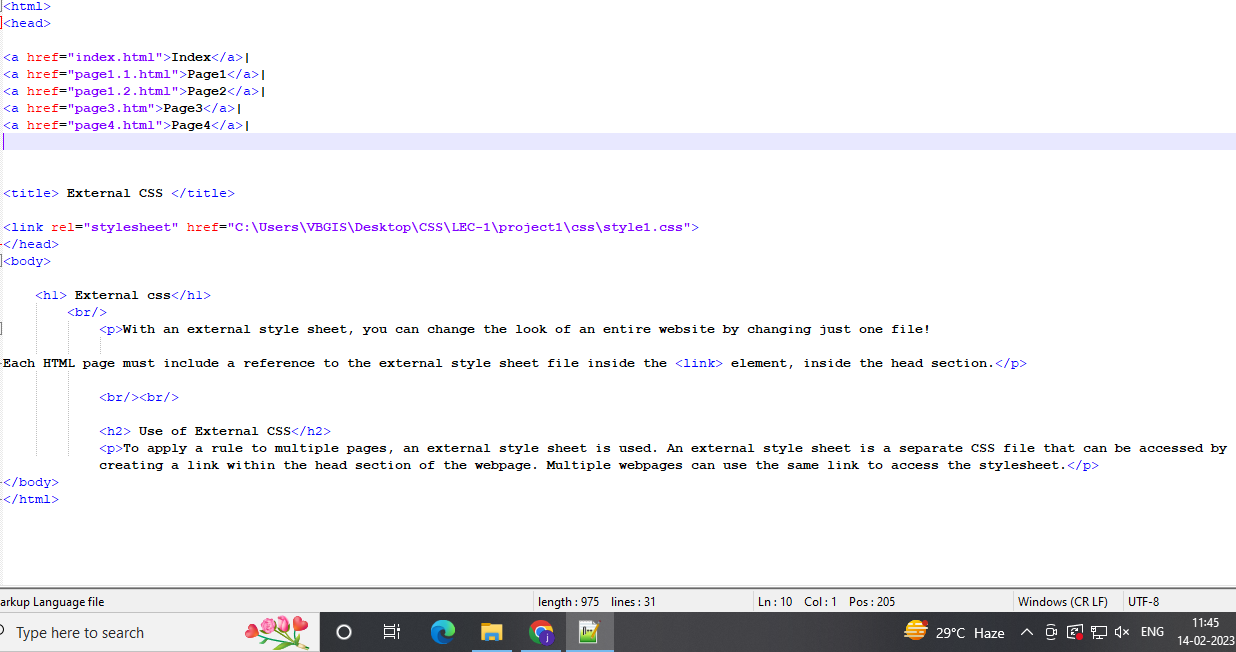 <html>
<head>
<a href="index.html">Index</a>|
<a href="page1.1.html">Page1</a>|
<a href="page1.2.html">Page2</a>|
<a href="page3.htm">Page3</a>|
<a href="page4.html">Page4</a>|
<title> External CSS </title>
<link rel="stylesheet" href="C:\Users\VBGIS\Desktop\CSS\LEC-1\project1\css\style1.css">
</head>
<body>
<h1> External css</h1>
<br/>
<p>With an external style sheet, you can change the look of an entire website by changing just one file!
Each HTML page must include a reference to the external style sheet file inside the <link> element, inside the head section.</p>
<br/><br/>
<h2> Use of External CSS</h2>
<p>To apply a rule to multiple pages, an external style sheet is used. An external style sheet is a separate CSS file that can be accessed by
creating a link within the head section of the webpage. Multiple webpages can use the same link to access the stylesheet.</p>
</body>
</html>
arkup Language file length : 975 lines : 31 Ln : 10 Col : 1 Pos : 205 Windows (CR LF) UTF-8
Type here to search 29°C Haze ENG 11:45
14-02-2023